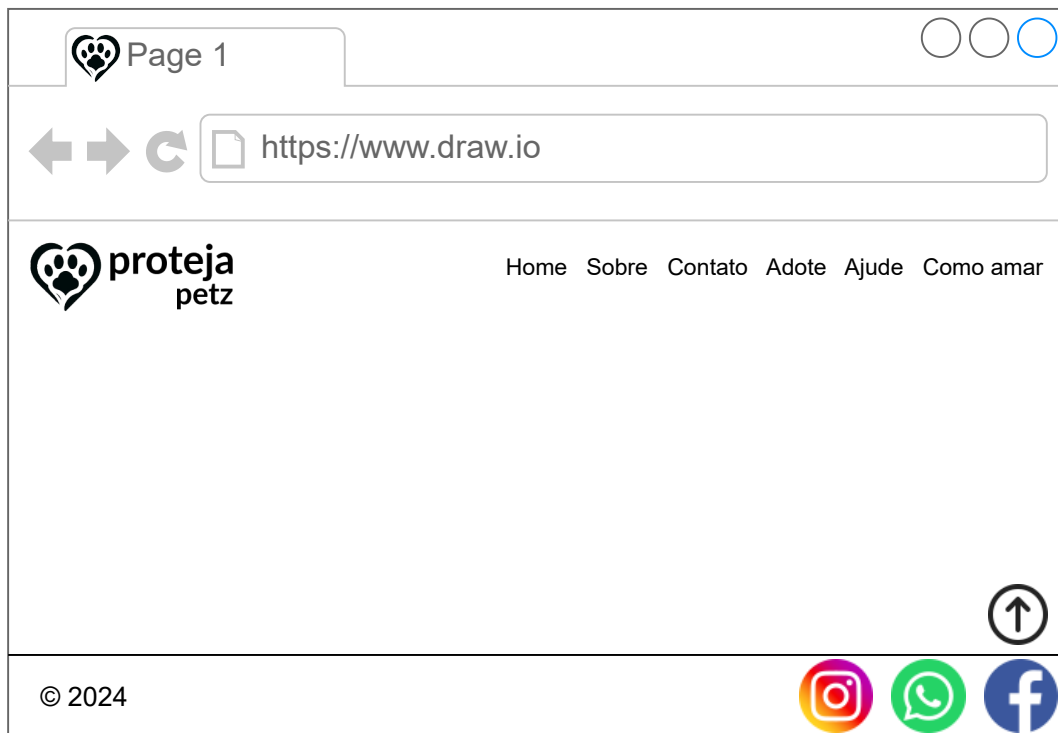 Page 1
https://www.draw.io
proteja
petz
Home Sobre Contato Adote Ajude Como amar
© 2024